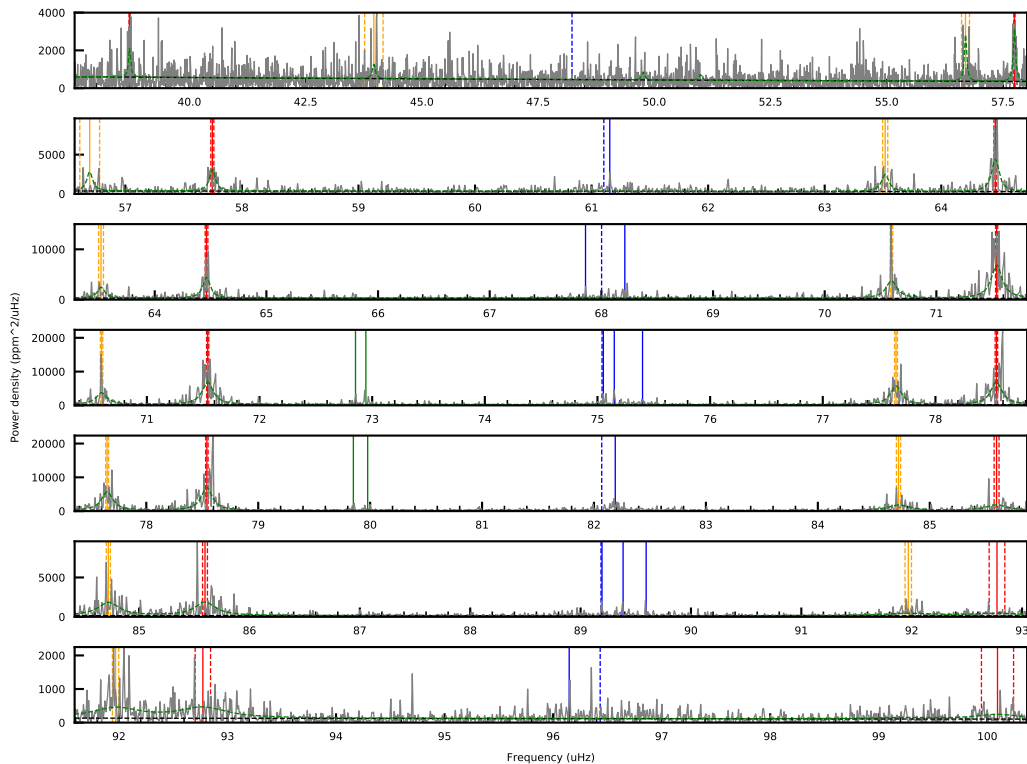 4000
2000
0
40.0 42.5 45.0 47.5 50.0 52.5 55.0 57.5
5000
0
57 58 59 60 61 62 63 64
10000
0
64 65 66 67 68 69 70 71
Power density (ppm^2/uHz)
20000
10000
0
71 72 73 74 75 76 77 78
20000
10000
0
78 79 80 81 82 83 84 85
5000
0
85 86 87 88 89 90 91 92 93
2000
1000
0
92 93 94 95 96 97 98 99 100
Frequency (uHz)